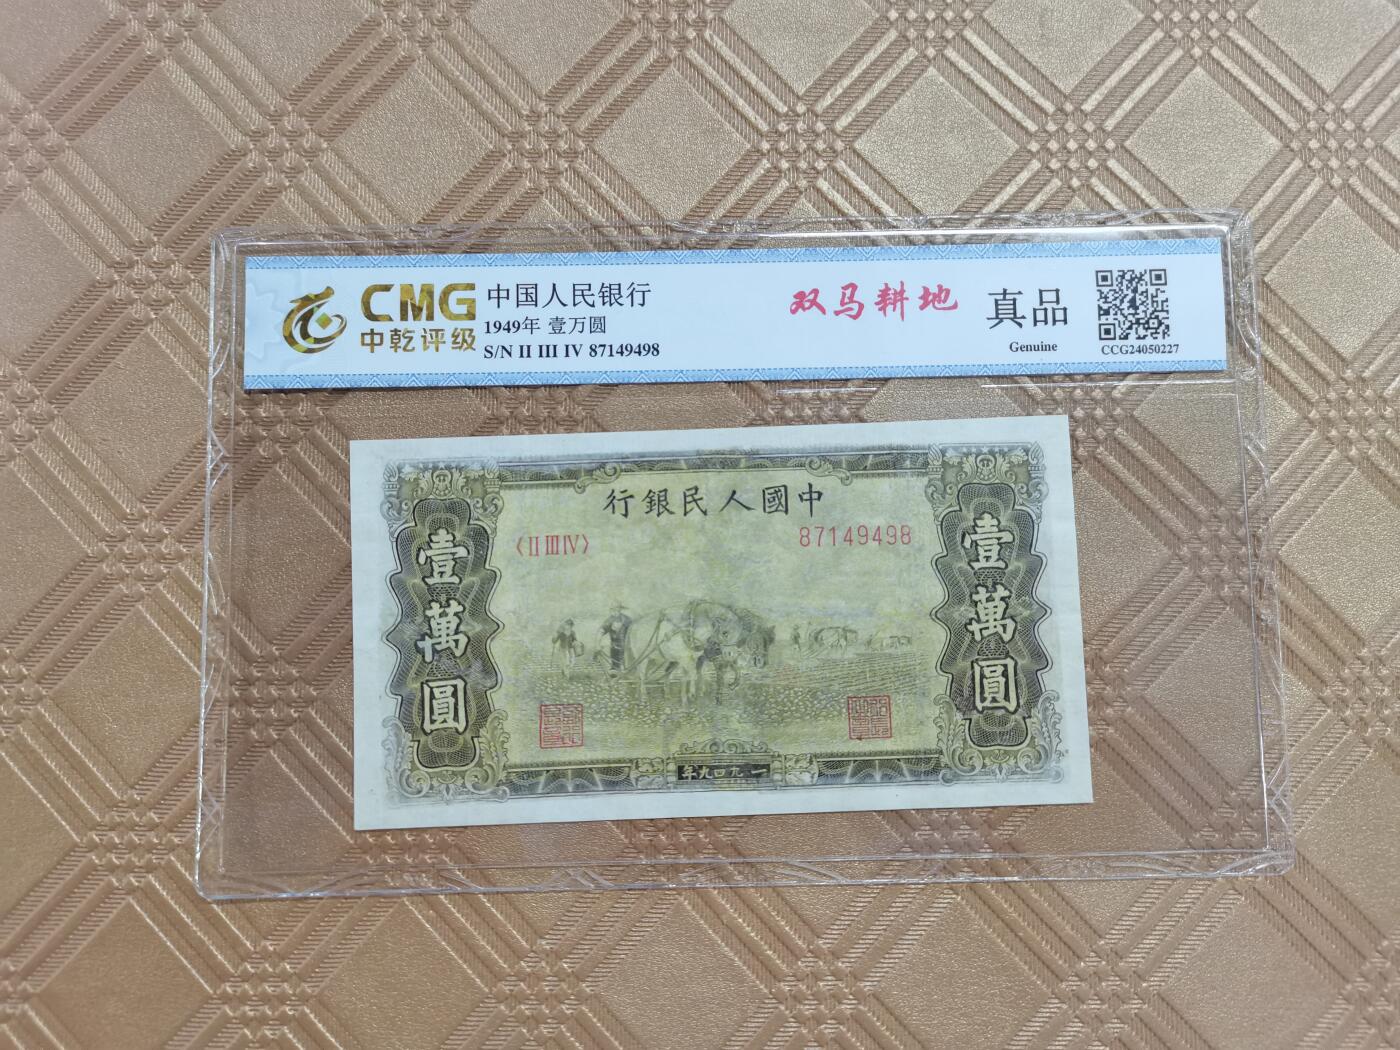 CMG
中乾评级
中国人民银行
1949年 壹万圆
S/N II III IV 87149498
双马耕地
真品
Genuine
CCG24050227
行銀民人國中
〈II III IV〉
87149498
壹萬圓
壹萬圓
年九四九一